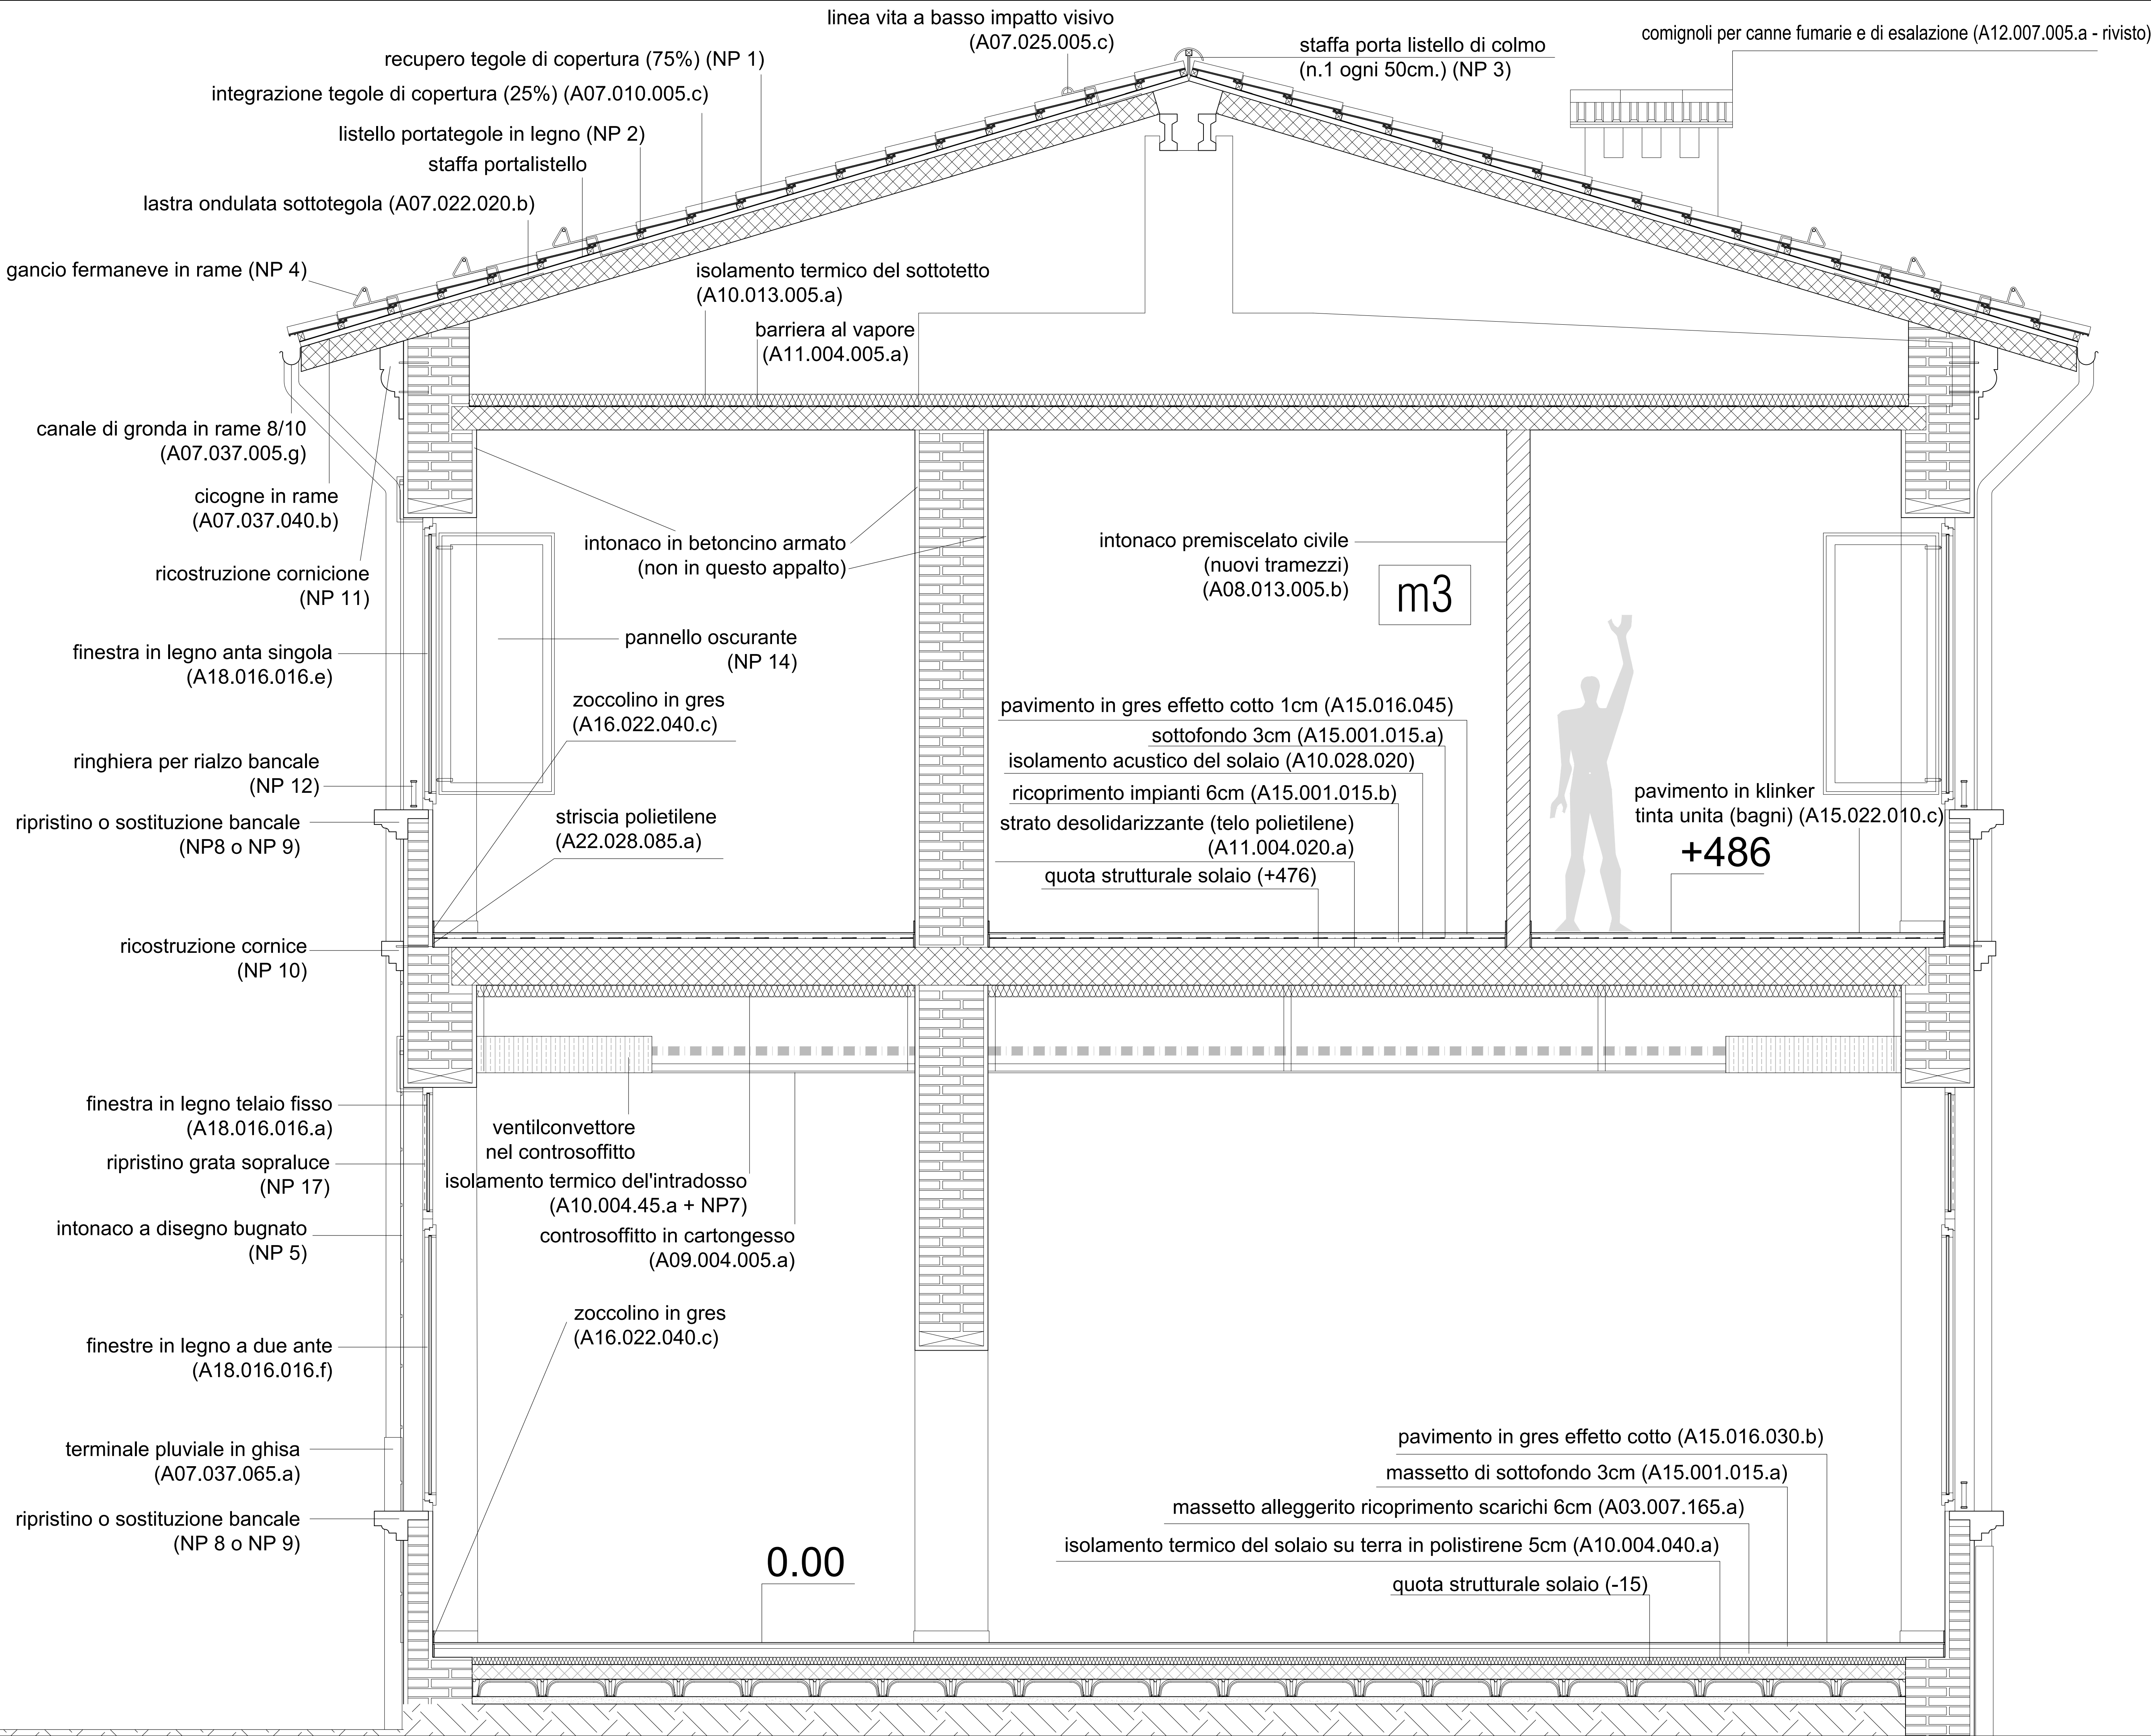 linea vita a basso impatto visivo
(A07.025.005.c)
staffa porta listello di colmo
(n.1 ogni 50cm.) (NP 3)
comignoli per canne fumarie e di esalazione (A12.007.005.a - rivisto)
recupero tegole di copertura (75%) (NP 1)
integrazione tegole di copertura (25%) (A07.010.005.c)
listello portategole in legno (NP 2)
staffa portalistello
lastra ondulata sottotegola (A07.022.020.b)
gancio fermaneve in rame (NP 4)
isolamento termico del sottotetto
(A10.013.005.a)
barriera al vapore
(A11.004.005.a)
canale di gronda in rame 8/10
(A07.037.005.g)
cicogne in rame
(A07.037.040.b)
ricostruzione cornicione
(NP 11)
intonaco in betoncino armato
(non in questo appalto)
intonaco premiscelato civile
(nuovi tramezzi)
(A08.013.005.b)
m3
finestra in legno anta singola
(A18.016.016.e)
pannello oscurante
(NP 14)
zoccolino in gres
(A16.022.040.c)
ringhiera per rialzo bancale
(NP 12)
ripristino o sostituzione bancale
(NP8 o NP 9)
striscia polietilene
(A22.028.085.a)
pavimento in gres effetto cotto 1cm (A15.016.045)
sottofondo 3cm (A15.001.015.a)
isolamento acustico del solaio (A10.028.020)
ricoprimento impianti 6cm (A15.001.015.b)
strato desolidarizzante (telo polietilene)
(A11.004.020.a)
quota strutturale solaio (+476)
pavimento in klinker
tinta unita (bagni) (A15.022.010.c)
+486
ricostruzione cornice
(NP 10)
finestra in legno telaio fisso
(A18.016.016.a)
ripristino grata sopraluce
(NP 17)
intonaco a disegno bugnato
(NP 5)
ventilconvettore
nel controsoffitto
isolamento termico del'intradosso
(A10.004.45.a + NP7)
controsoffitto in cartongesso
(A09.004.005.a)
zoccolino in gres
(A16.022.040.c)
finestre in legno a due ante
(A18.016.016.f)
terminale pluviale in ghisa
(A07.037.065.a)
ripristino o sostituzione bancale
(NP 8 o NP 9)
0.00
pavimento in gres effetto cotto (A15.016.030.b)
massetto di sottofondo 3cm (A15.001.015.a)
massetto alleggerito ricoprimento scarichi 6cm (A03.007.165.a)
isolamento termico del solaio su terra in polistirene 5cm (A10.004.040.a)
quota strutturale solaio (-15)